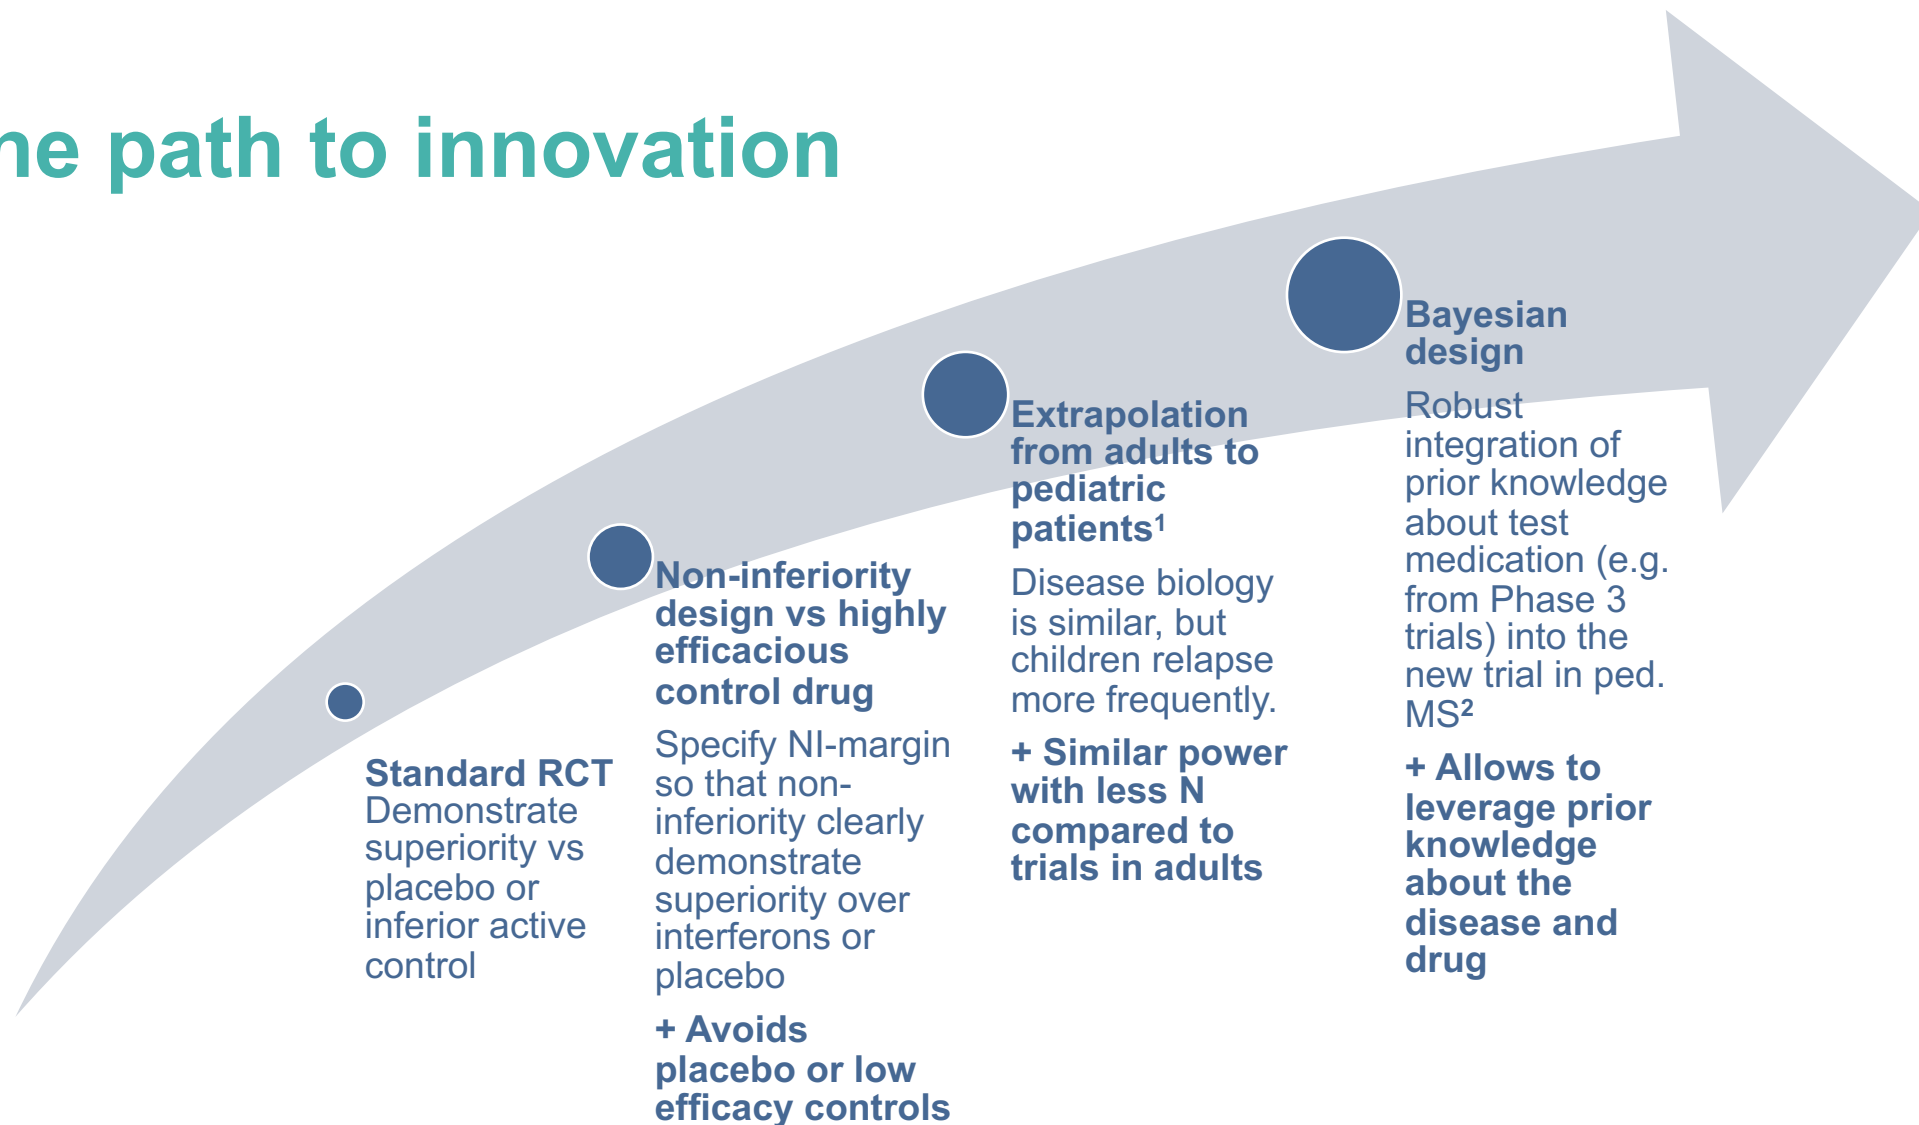 ne path to innovation
Standard RCT
Demonstrate
superiority vs
placebo or
inferior active
control
Non-inferiority
design vs highly
efficacious
control drug
Specify NI-margin
so that non-
inferiority clearly
demonstrate
superiority over
interferons or
placebo
+ Avoids
placebo or low
efficacy controls
Extrapolation
from adults to
pediatric
patients¹
Disease biology
is similar, but
children relapse
more frequently.
+ Similar power
with less N
compared to
trials in adults
Bayesian
design
Robust
integration of
prior knowledge
about test
medication (e.g.
from Phase 3
trials) into the
new trial in ped.
MS²
+ Allows to
leverage prior
knowledge
about the
disease and
drug